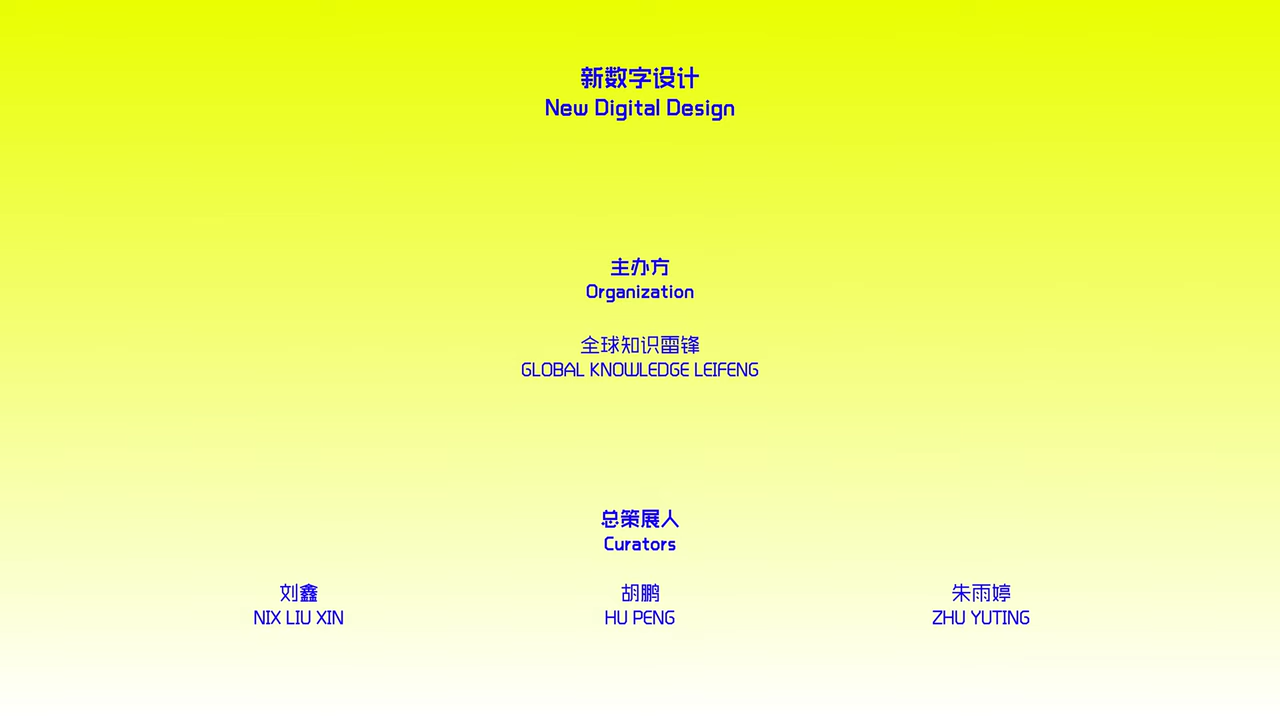 新数字设计
New Digital Design
主办方
Organization
全球知识雷锋
GLOBAL KNOWLEDGE LEIFENG
总策展人
Curators
刘鑫
NIX LIU XIN
胡鹏
HU PENG
朱雨婷
ZHU YUTING